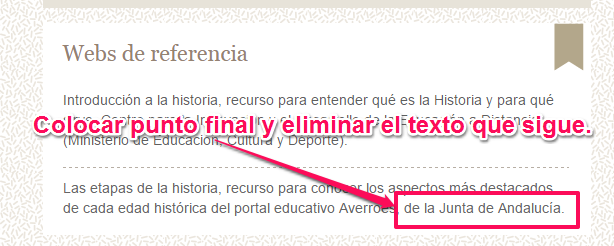 Webs de referencia
Introducción a la historia, recurso para entender qué es la Historia y para qué
Colocar punto final y eliminar el texto que sigue.
(Ministerio de Educación, Cultura y Deporte).
Las etapas de la historia, recurso para conocer los aspectos más destacados
de cada edad histórica del portal educativo Averroes, de la Junta de Andalucía.